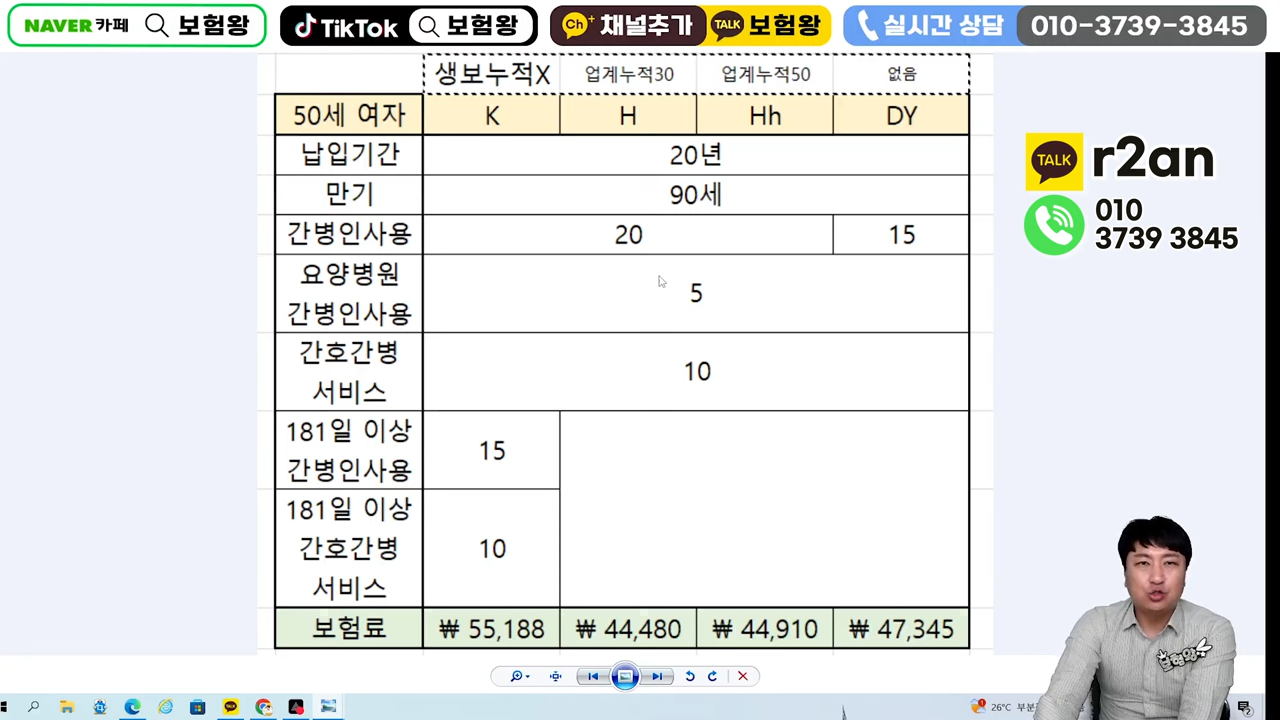 NAVER 카페 보험왕
TikTok 보험왕
Ch+ 채널추가 TALK 보험왕
실시간 상담 010-3739-3845
생보누적X 업계누적30 업계누적50 없음
50세 여자 K H Hh DY
납입기간 20년
만기 90세
간병인사용 20 15
요양병원
간병인사용 5
간호간병
서비스 10
181일 이상
간병인사용 15
181일 이상
간호간병
서비스 10
보험료 ₩ 55,188 ₩ 44,480 ₩ 44,910 ₩ 47,345
TALK r2an
010
3739 3845
보험왕
26°C